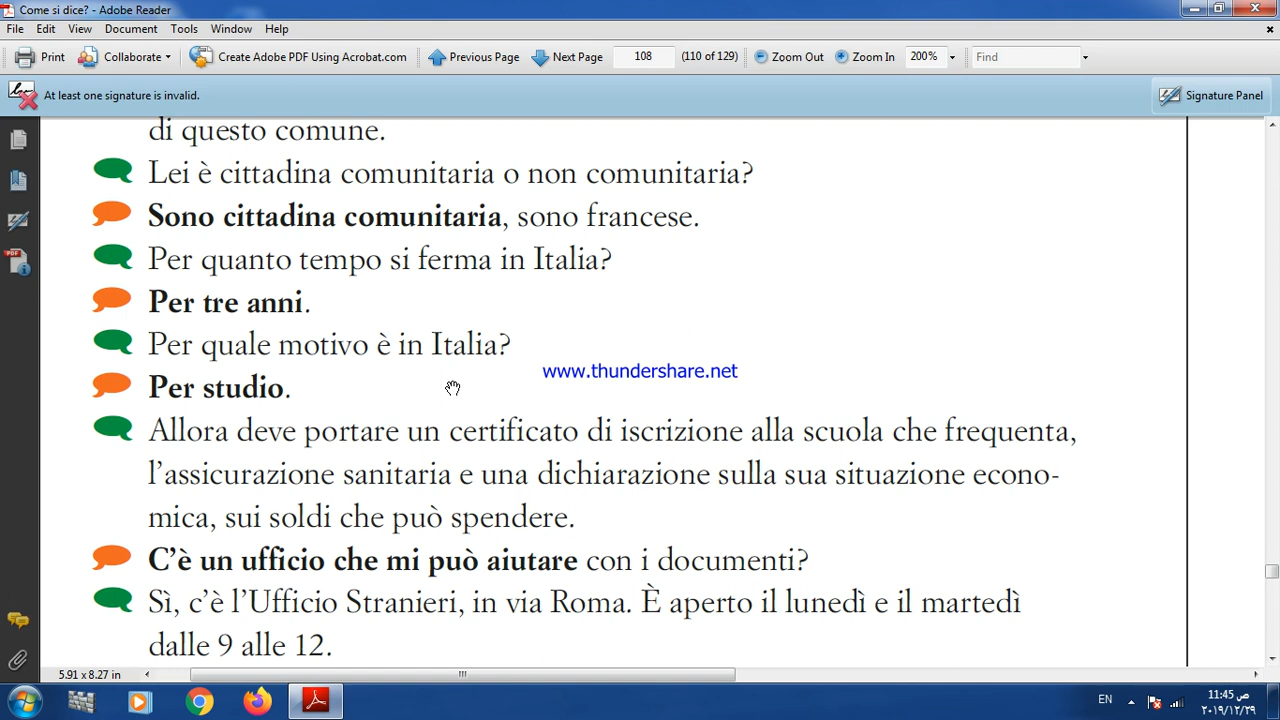 Come si dice? - Adobe Reader
File Edit View Document Tools Window Help
Print Collaborate Create Adobe PDF Using Acrobat.com Previous Page Next Page 108 (110 of 129) Zoom Out Zoom In 200% Find
At least one signature is invalid. Signature Panel
di questo comune.
Lei è cittadina comunitaria o non comunitaria?
Sono cittadina comunitaria, sono francese.
Per quanto tempo si ferma in Italia?
Per tre anni.
Per quale motivo è in Italia?
www.thundershare.net
Per studio.
Allora deve portare un certificato di iscrizione alla scuola che frequenta,
l’assicurazione sanitaria e una dichiarazione sulla sua situazione econo-
mica, sui soldi che può spendere.
C’è un ufficio che mi può aiutare con i documenti?
Sì, c’è l’Ufficio Stranieri, in via Roma. È aperto il lunedì e il martedì
dalle 9 alle 12.
5.91 x 8.27 in
EN 11:45 ص
٢٠١٩/١٢/٢٩